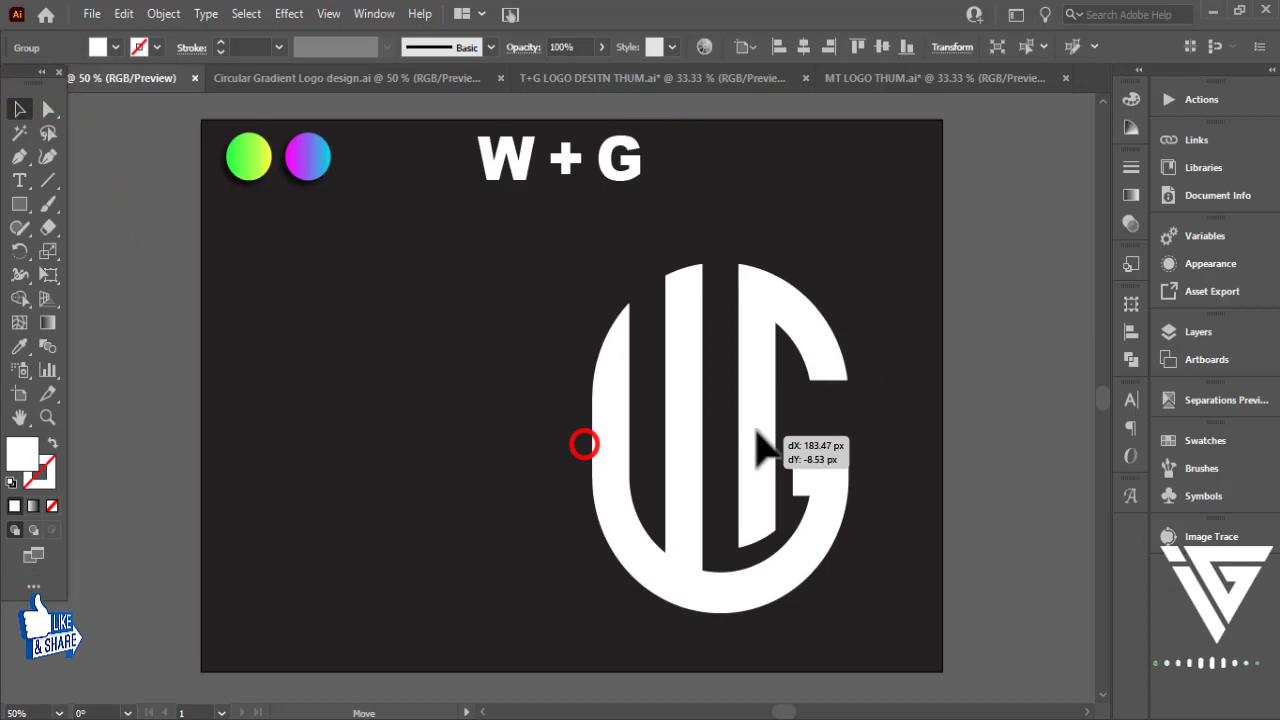 Ai File Edit Object Type Select Effect View Window Help Search Adobe Help
Group Stroke: Basic Opacity: 100% Style: Transform
@ 50 % (RGB/Preview) × Circular Gradient Logo design.ai @ 50 % (RGB/Previe... × T+G LOGO DESITN THUM.ai* @ 33.33 % (RGB/Previe... × MT LOGO THUM.ai* @ 33.33 % (RGB/Previe... ×
W + G
dX: 183.47 px
dY: -8.53 px
Actions
Links
Libraries
Document Info
Variables
Appearance
Asset Export
Layers
Artboards
Separations Previ...
Swatches
Brushes
Symbols
Image Trace
LIKE
& SHARE
50% 0° 1 Move